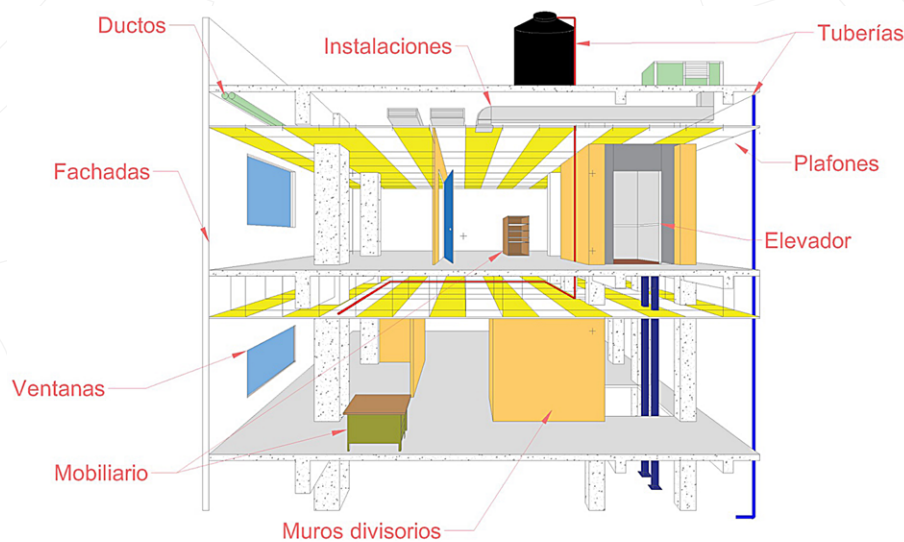 Ductos
Instalaciones
Tuberías
Fachadas
Plafones
Elevador
Ventanas
Mobiliario
Muros divisorios